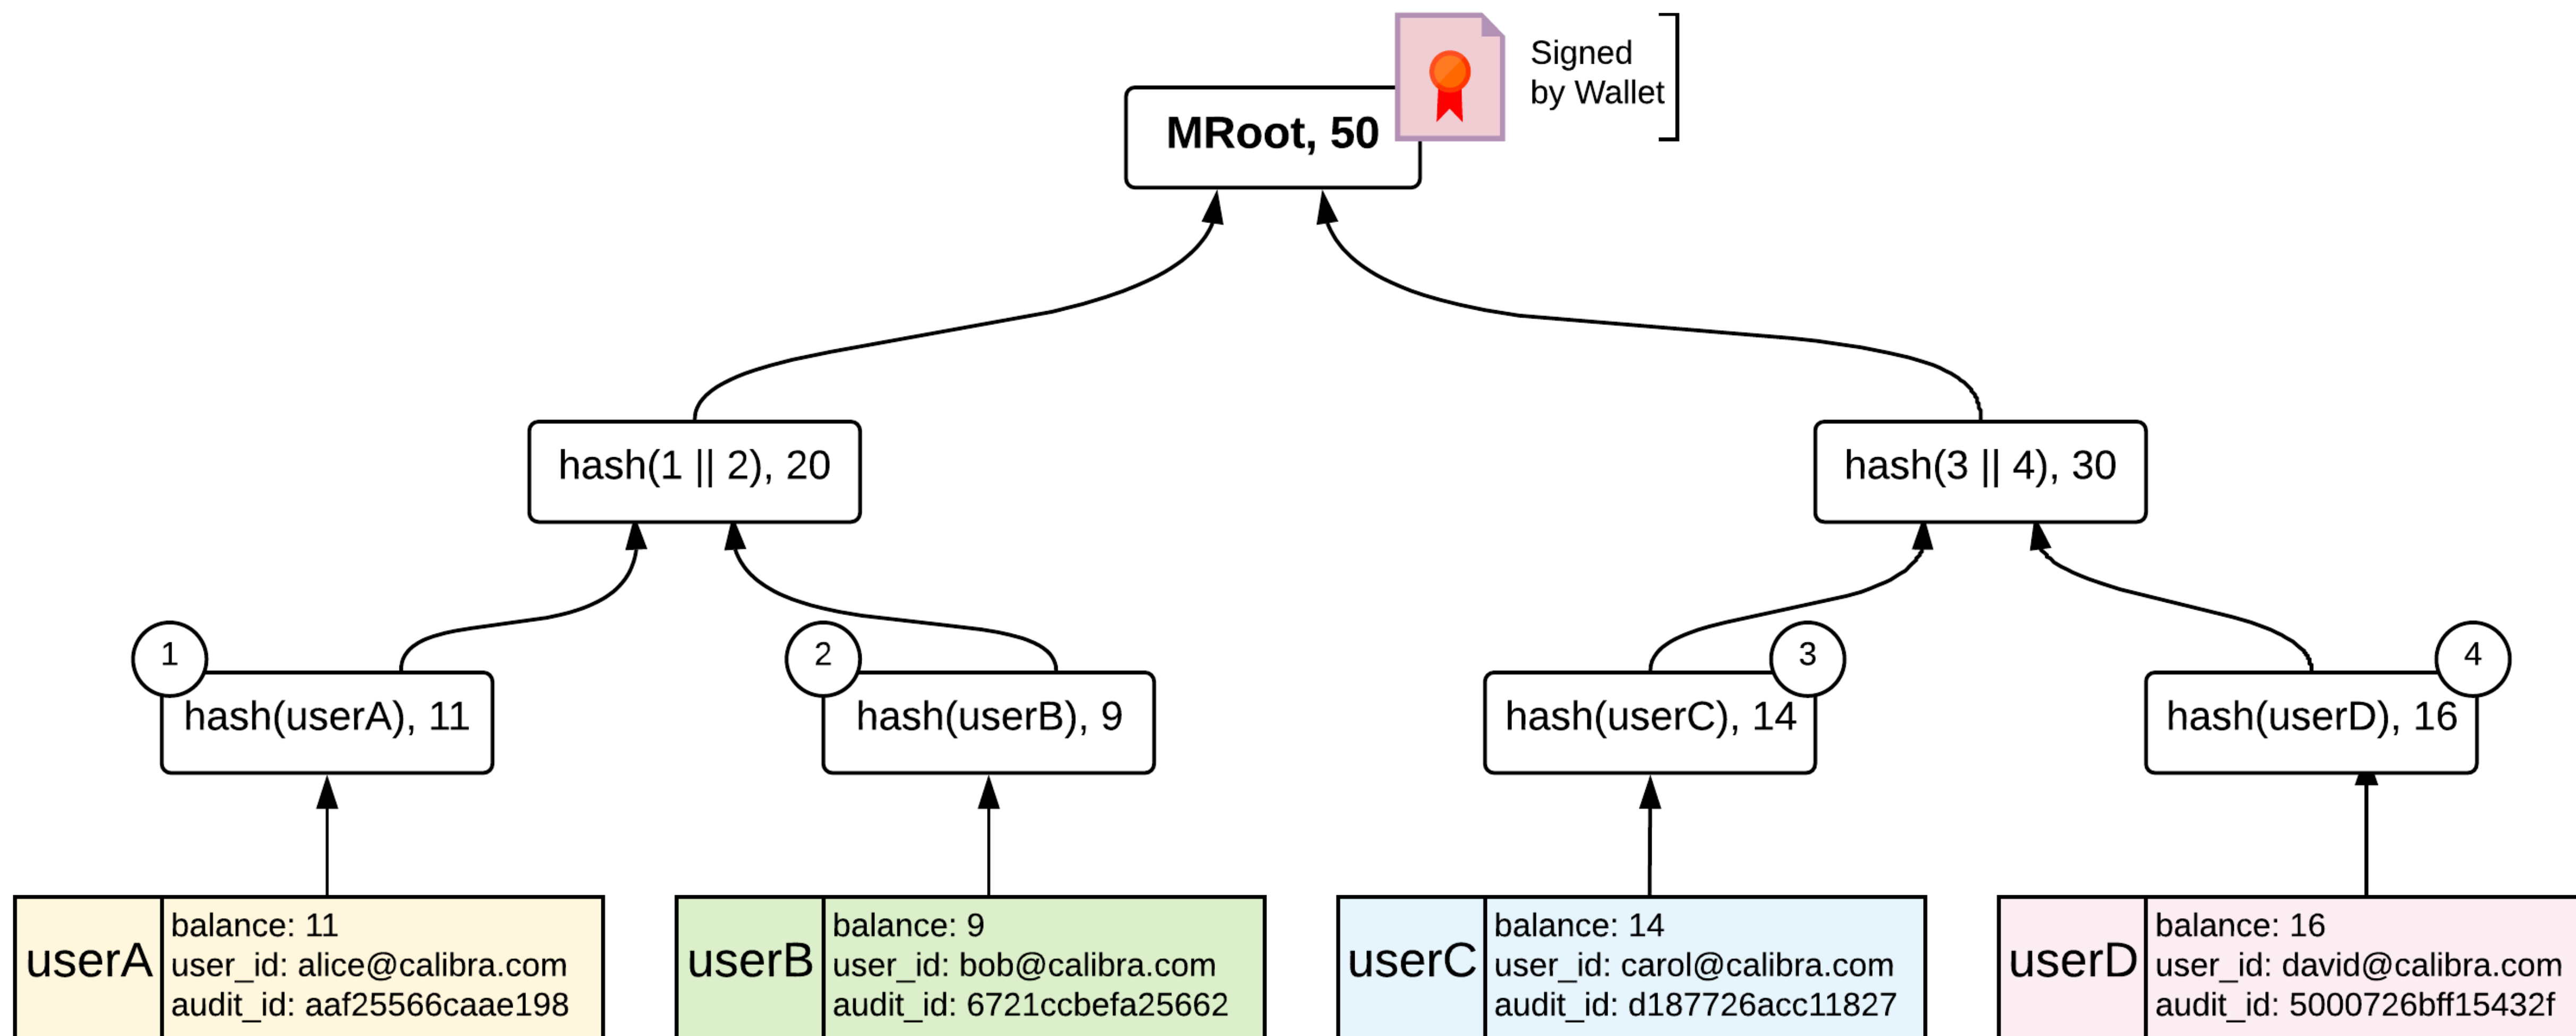 Signed
by Wallet
MRoot, 50
hash(1 || 2), 20
hash(3 || 4), 30
1
2
3
4
hash(userA), 11
hash(userB), 9
hash(userC), 14
hash(userD), 16
userA
balance: 11
user_id: alice@calibra.com
audit_id: aaf25566caae198
userB
balance: 9
user_id: bob@calibra.com
audit_id: 6721ccbefa25662
userC
balance: 14
user_id: carol@calibra.com
audit_id: d187726acc11827
userD
balance: 16
user_id: david@calibra.com
audit_id: 5000726bff15432f